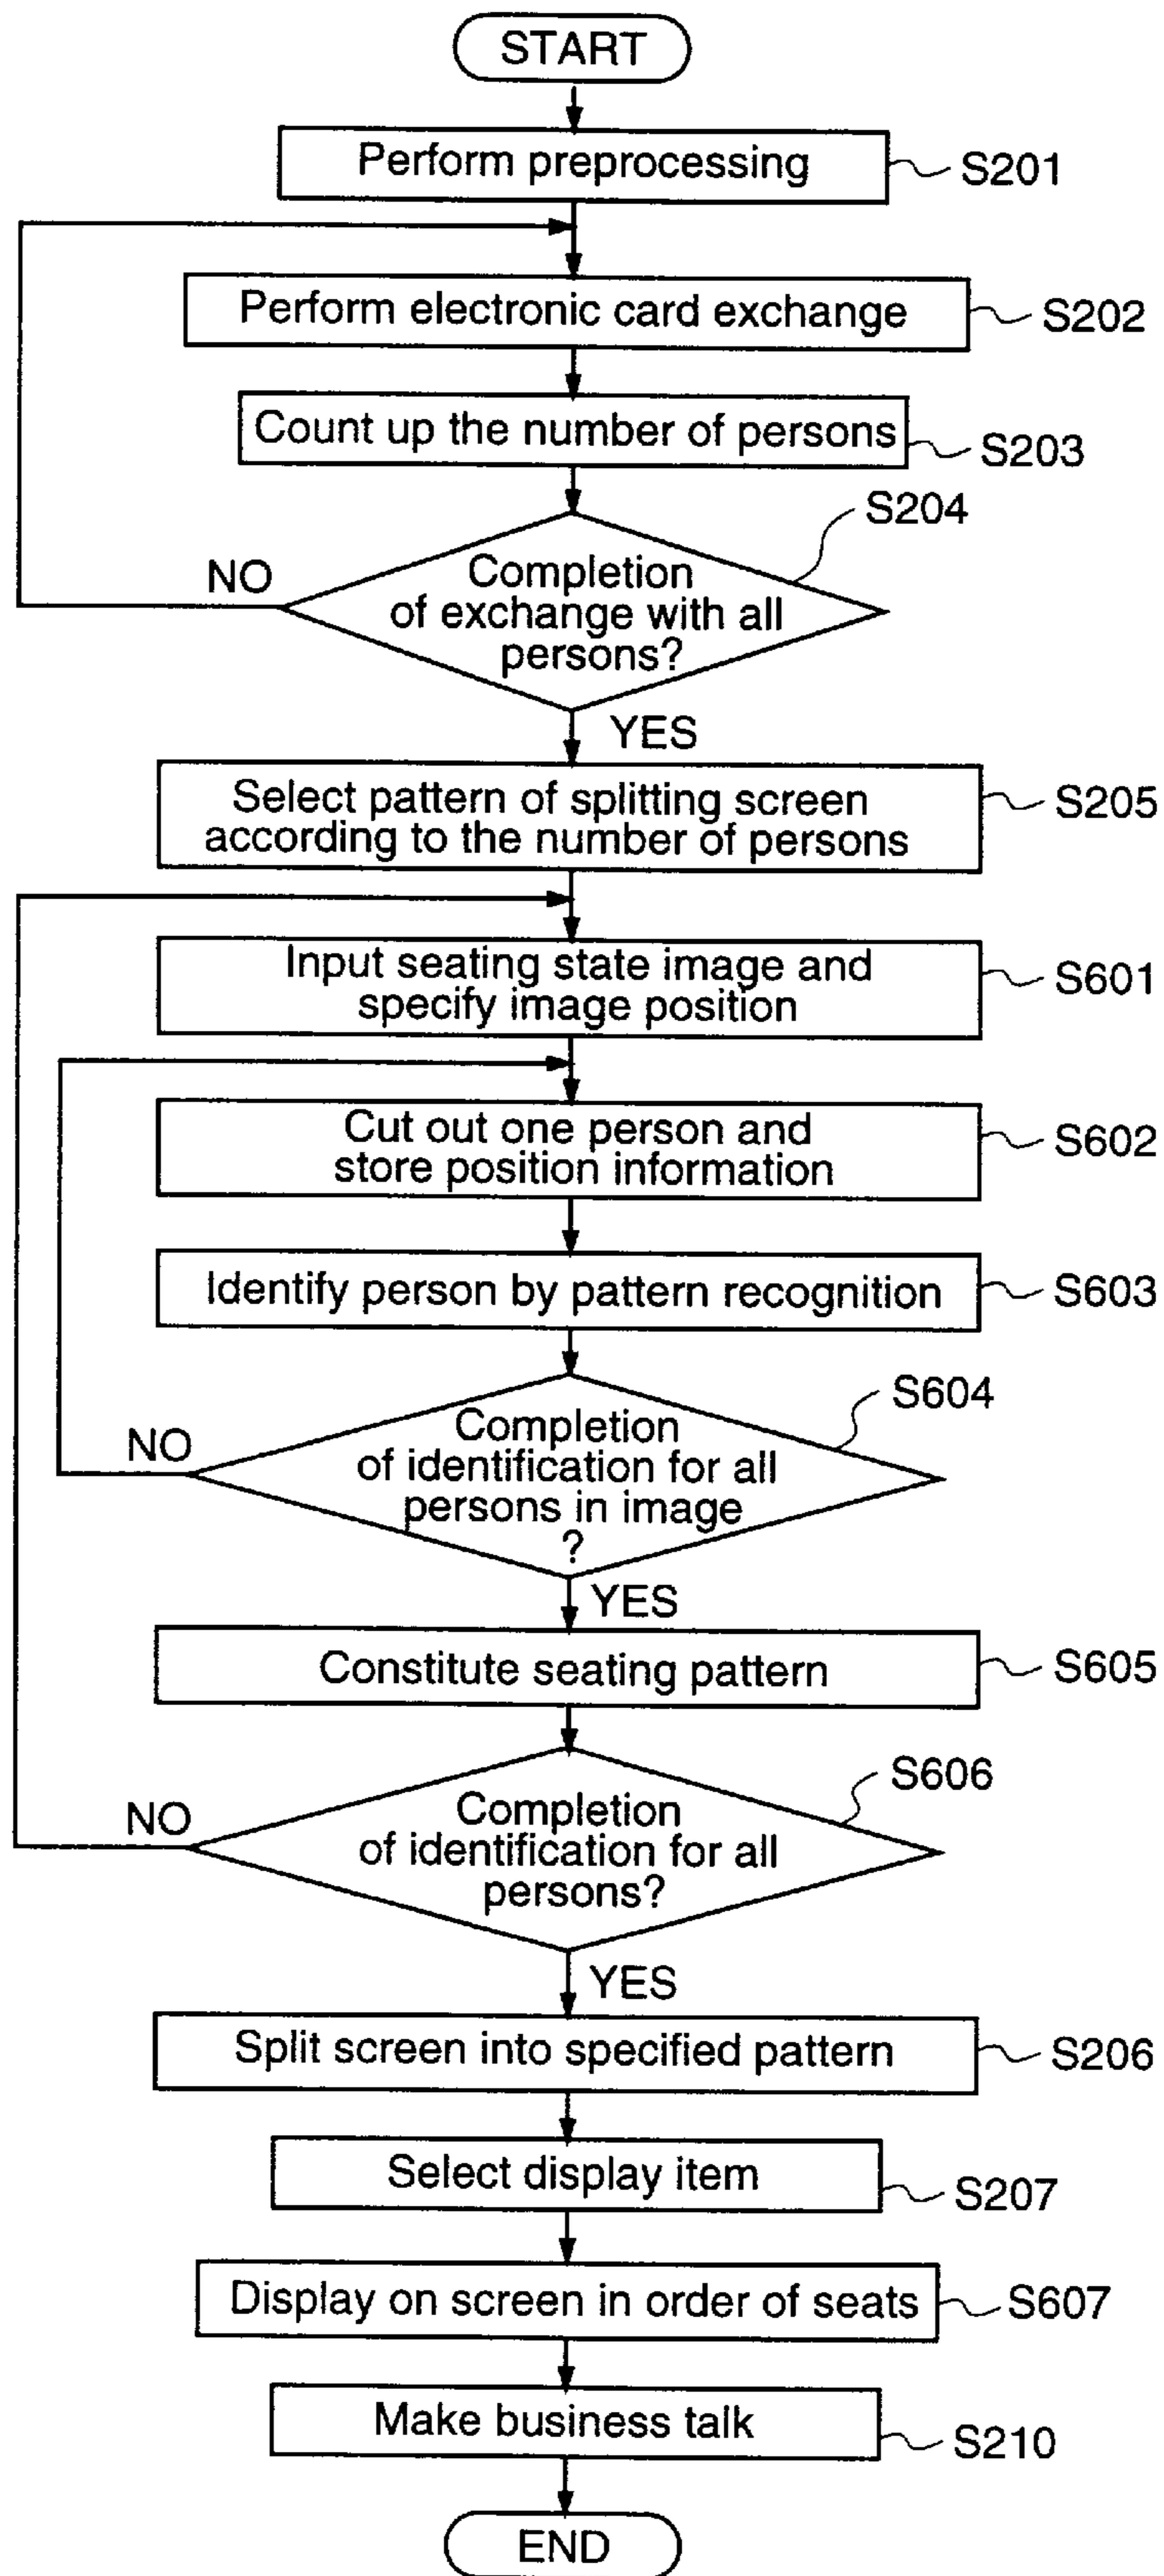 START
Perform preprocessing
S201
Perform electronic card exchange
S202
Count up the number of persons
S203
S204
Completion
of exchange with all
persons?
NO
YES
Select pattern of splitting screen
according to the number of persons
S205
Input seating state image and
specify image position
S601
Cut out one person and
store position information
S602
Identify person by pattern recognition
S603
S604
Completion
of identification for all
persons in image
?
NO
YES
Constitute seating pattern
S605
S606
Completion
of identification for all
persons?
NO
YES
Split screen into specified pattern
S206
Select display item
S207
Display on screen in order of seats
S607
Make business talk
S210
END